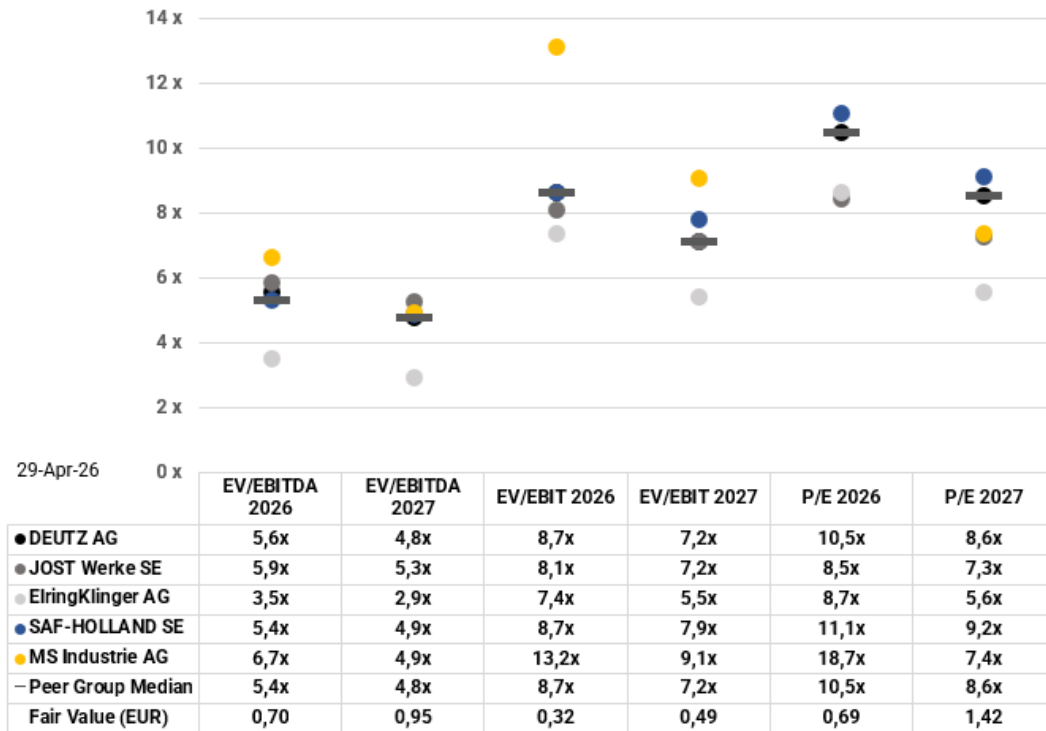 14 x
12 x
10 x
8 x
6 x
4 x
2 x
0 x
29-Apr-26
EV/EBITDA 2026 EV/EBITDA 2027 EV/EBIT 2026 EV/EBIT 2027 P/E 2026 P/E 2027
DEUTZ AG 5,6x 4,8x 8,7x 7,2x 10,5x 8,6x
JOST Werke SE 5,9x 5,3x 8,1x 7,2x 8,5x 7,3x
ElringKlinger AG 3,5x 2,9x 7,4x 5,5x 8,7x 5,6x
SAF-HOLLAND SE 5,4x 4,9x 8,7x 7,9x 11,1x 9,2x
MS Industrie AG 6,7x 4,9x 13,2x 9,1x 18,7x 7,4x
Peer Group Median 5,4x 4,8x 8,7x 7,2x 10,5x 8,6x
Fair Value (EUR) 0,70 0,95 0,32 0,49 0,69 1,42